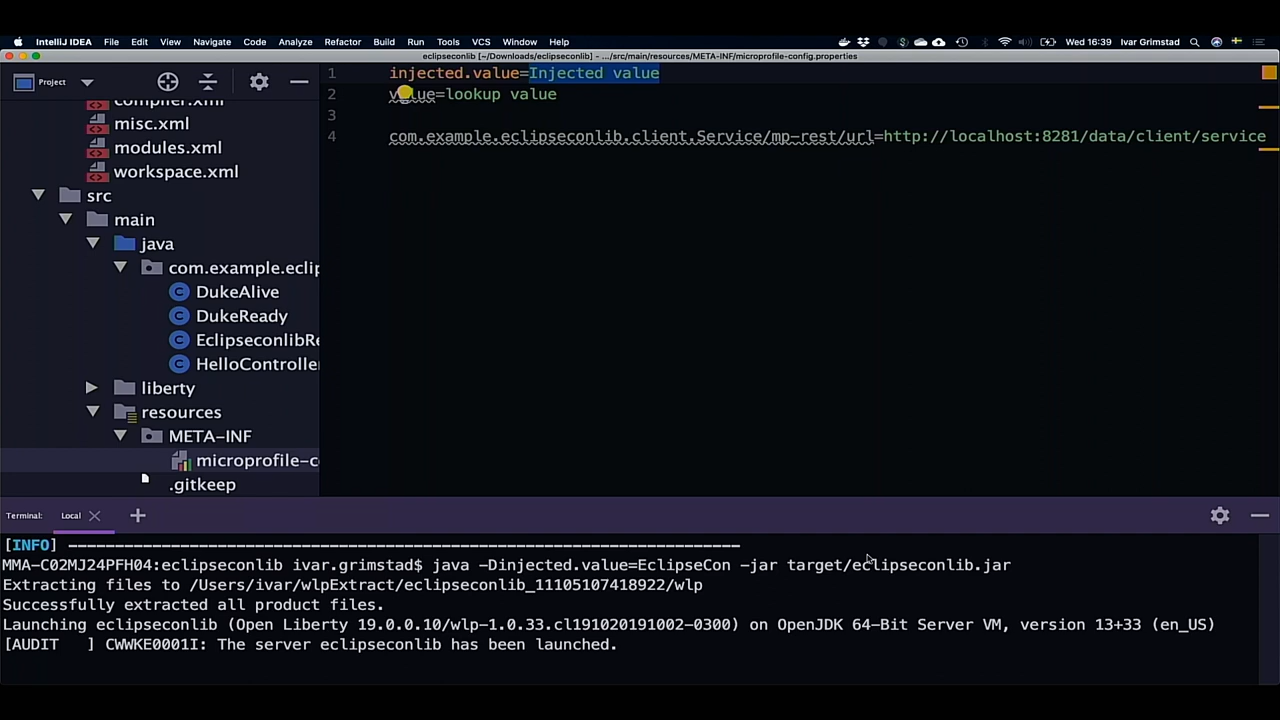 IntelliJ IDEA File Edit View Navigate Code Analyze Refactor Build Run Tools VCS Window Help Wed 16:39 Ivar Grimstad
eclipseconlib [~/Downloads/eclipseconlib] - .../src/main/resources/META-INF/microprofile-config.properties
Project
compiler.xml
misc.xml
modules.xml
workspace.xml
src
main
java
com.example.eclip
DukeAlive
DukeReady
EclipseconlibRe
HelloController
liberty
resources
META-INF
microprofile-co
.gitkeep
1 injected.value=Injected value
2 value=lookup value
3
4 com.example.eclipseconlib.client.Service/mp-rest/url=http://localhost:8281/data/client/service
Terminal: Local
[INFO] ------------------------------------------------------------------------
MMA-C02MJ24PFH04:eclipseconlib ivar.grimstad$ java -Dinjected.value=EclipseCon -jar target/eclipseconlib.jar
Extracting files to /Users/ivar/wlpExtract/eclipseconlib_11105107418922/wlp
Successfully extracted all product files.
Launching eclipseconlib (Open Liberty 19.0.0.10/wlp-1.0.33.cl191020191002-0300) on OpenJDK 64-Bit Server VM, version 13+33 (en_US)
[AUDIT   ] CWWKE0001I: The server eclipseconlib has been launched.